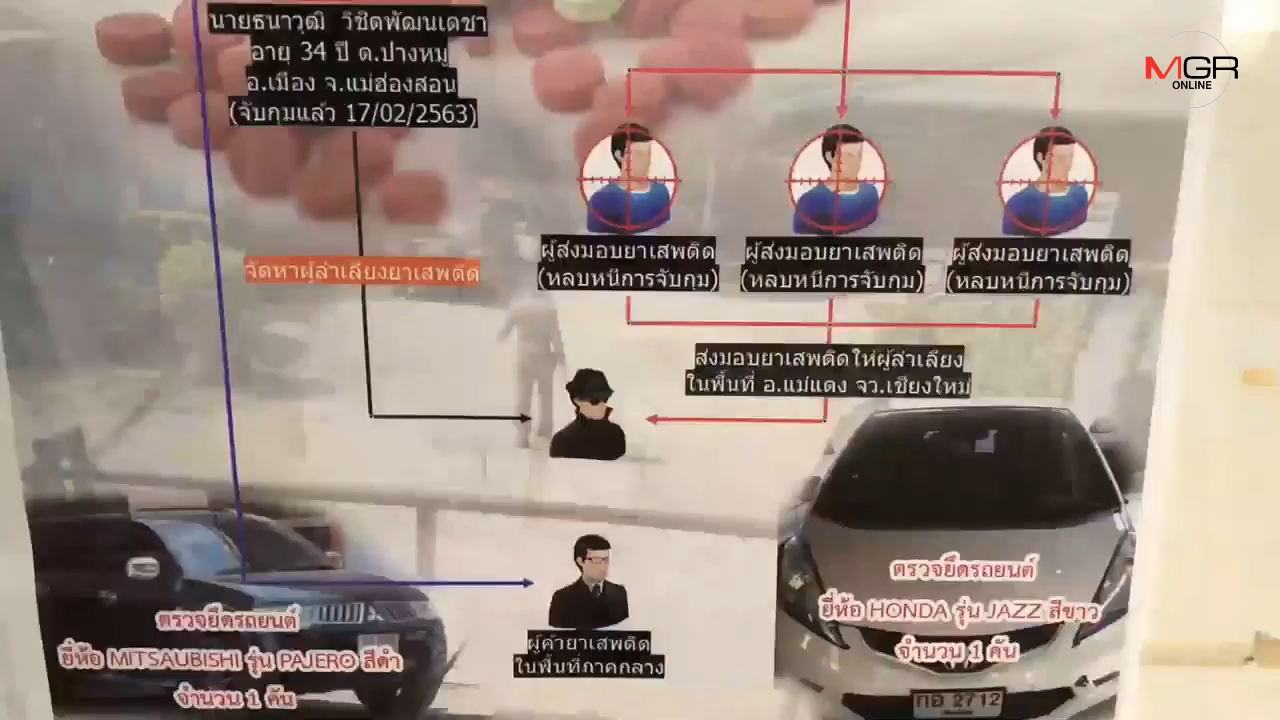 นายธนาวุฒิ วิชิตพัฒนเดชา
อายุ 34 ปี ต.ปางหมู
อ.เมือง จ.แม่ฮ่องสอน
(จับกุมแล้ว 17/02/2563)
MGR
ONLINE
ผู้ส่งมอบยาเสพติด
(หลบหนีการจับกุม)
ผู้ส่งมอบยาเสพติด
(หลบหนีการจับกุม)
ผู้ส่งมอบยาเสพติด
(หลบหนีการจับกุม)
จัดหาผู้ลำเลียงยาเสพติด
ส่งมอบยาเสพติดให้ผู้ลำเลียง
ในพื้นที่ อ.แม่แตง จว.เชียงใหม่
ตรวจยึดรถยนต์
ยี่ห้อ MITSAUBISHI รุ่น PAJERO สีดำ
จำนวน 1 คัน
ผู้ค้ายาเสพติด
ในพื้นที่ภาคกลาง
ตรวจยึดรถยนต์
ยี่ห้อ HONDA รุ่น JAZZ สีขาว
จำนวน 1 คัน
กอ 2712